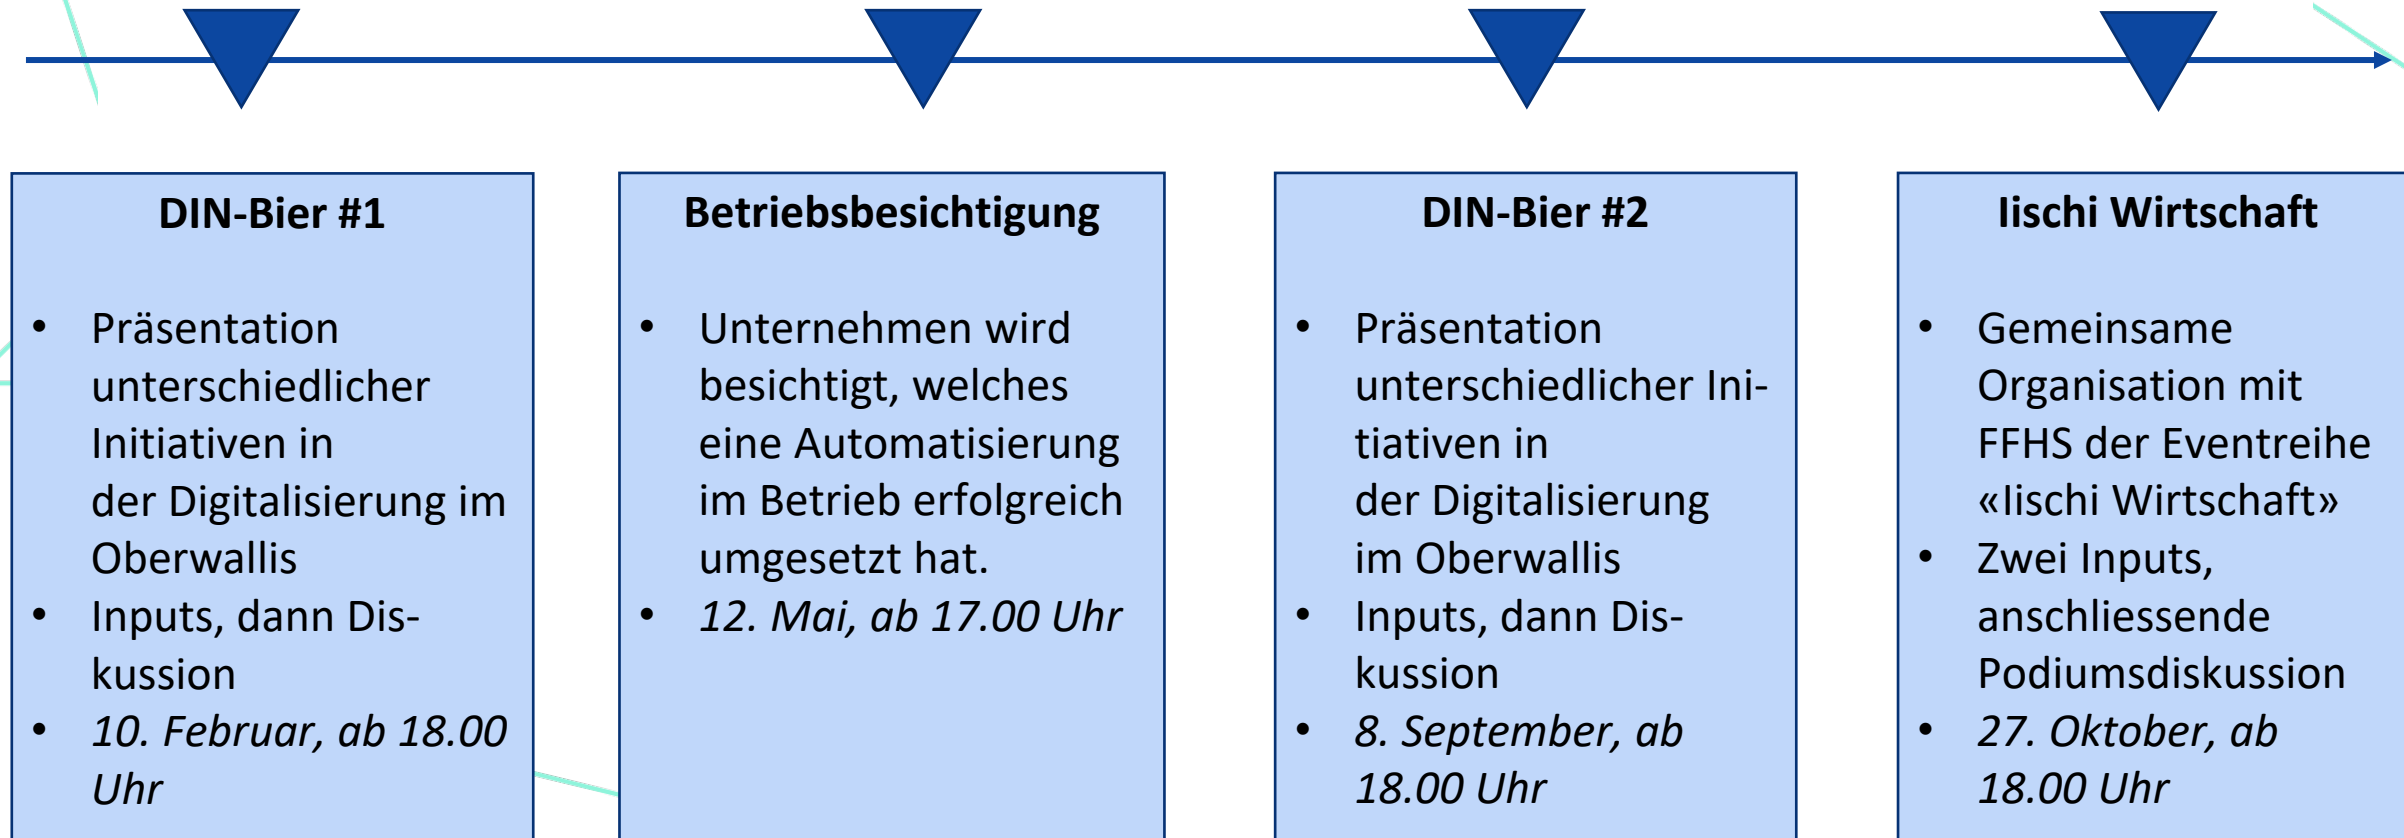 DIN-Bier #1
• Präsentation
unterschiedlicher
Initiativen in
der Digitalisierung im
Oberwallis
• Inputs, dann Dis-
kussion
• 10. Februar, ab 18.00
Uhr
Betriebsbesichtigung
• Unternehmen wird
besichtigt, welches
eine Automatisierung
im Betrieb erfolgreich
umgesetzt hat.
• 12. Mai, ab 17.00 Uhr
DIN-Bier #2
• Präsentation
unterschiedlicher Ini-
tiativen in
der Digitalisierung
im Oberwallis
• Inputs, dann Dis-
kussion
• 8. September, ab
18.00 Uhr
Iischi Wirtschaft
• Gemeinsame
Organisation mit
FFHS der Eventreihe
«Iischi Wirtschaft»
• Zwei Inputs,
anschliessende
Podiumsdiskussion
• 27. Oktober, ab
18.00 Uhr